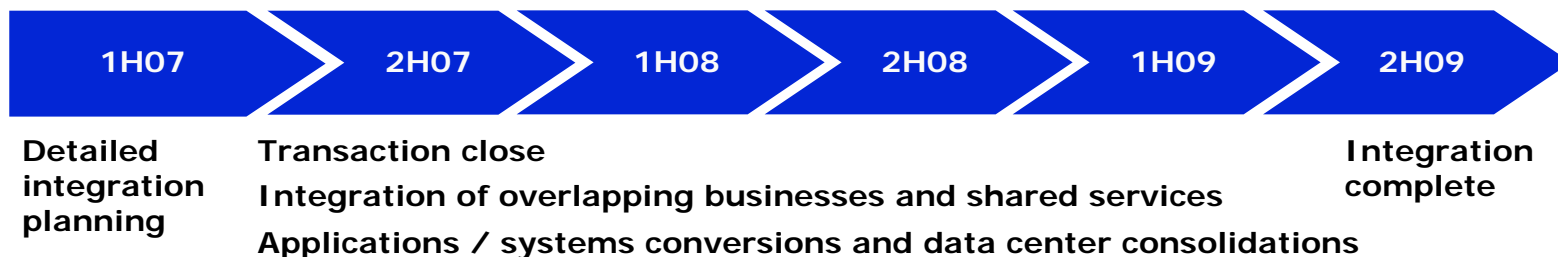 1H07 2H07 1H08 2H08 1H09 2H09
Detailed
integration
planning
Transaction close
Integration of overlapping businesses and shared services
Applications / systems conversions and data center consolidations
Integration
complete